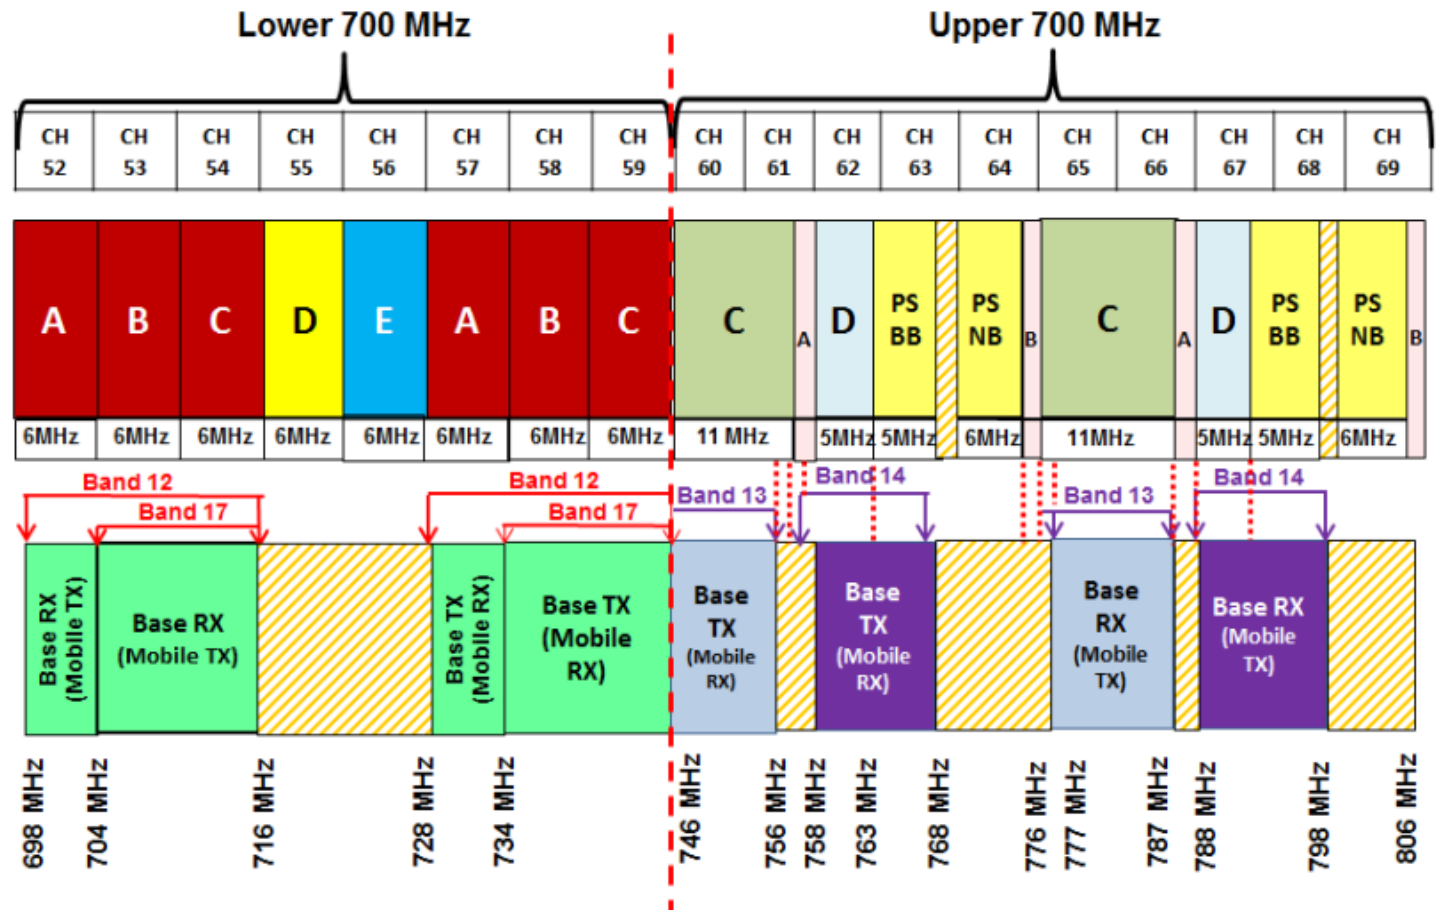 Lower 700 MHz
Upper 700 MHz
CH
52
CH
53
CH
54
CH
55
CH
56
CH
57
CH
58
CH
59
CH
60
CH
61
CH
62
CH
63
CH
64
CH
65
CH
66
CH
67
CH
68
CH
69
A
B
C
D
E
A
B
C
C
A
D
PS
BB
PS
NB
B
C
A
D
PS
BB
PS
NB
B
6MHz
6MHz
6MHz
6MHz
6MHz
6MHz
6MHz
6MHz
11 MHz
5MHz
5MHz
6MHz
11MHz
5MHz
5MHz
6MHz
Band 12
Band 17
Band 12
Band 17
Band 13
Band 14
Band 13
Band 14
Base RX
(Mobile TX)
Base RX
(Mobile TX)
Base TX
(Mobile RX)
Base TX
(Mobile
RX)
Base
TX
(Mobile
RX)
Base
TX
(Mobile
RX)
Base
RX
(Mobile
TX)
Base RX
(Mobile
TX)
698 MHz
704 MHz
716 MHz
728 MHz
734 MHz
746 MHz
756 MHz
758 MHz
763 MHz
768 MHz
776 MHz
777 MHz
787 MHz
788 MHz
798 MHz
806 MHz